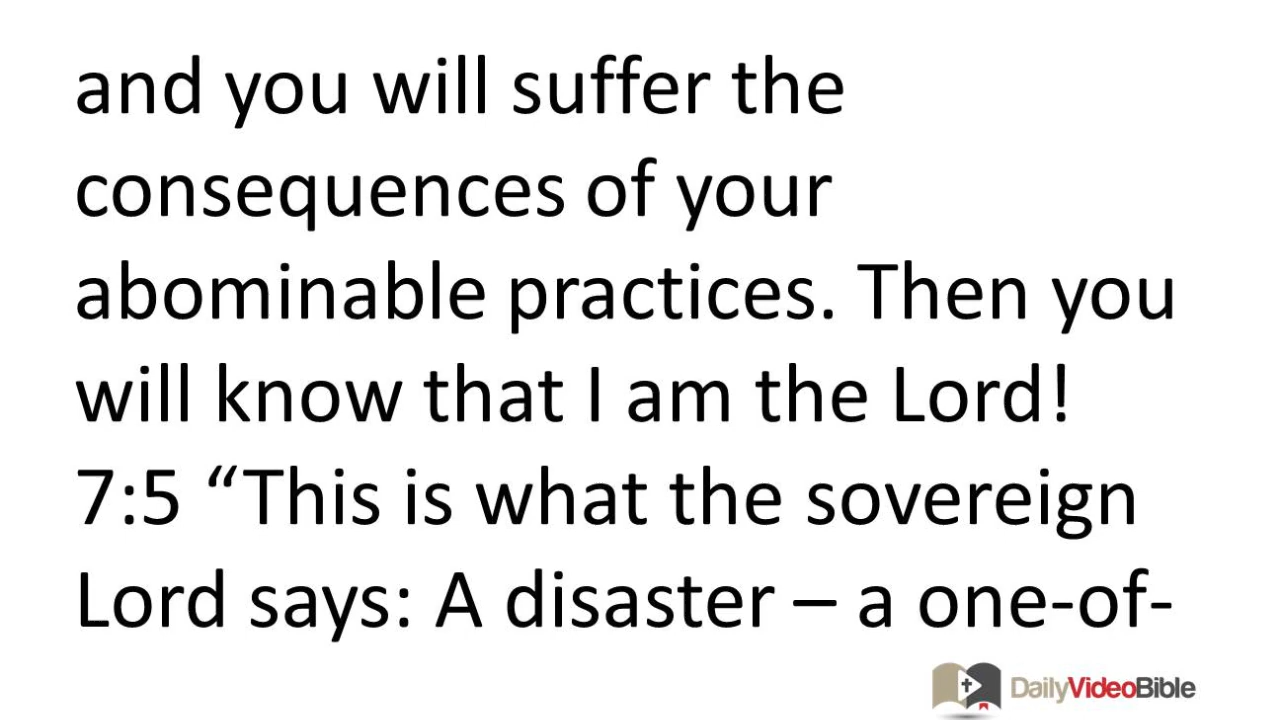 and you will suffer the
consequences of your
abominable practices. Then you
will know that I am the Lord!
7:5 “This is what the sovereign
Lord says: A disaster – a one-of-
DailyVideoBible